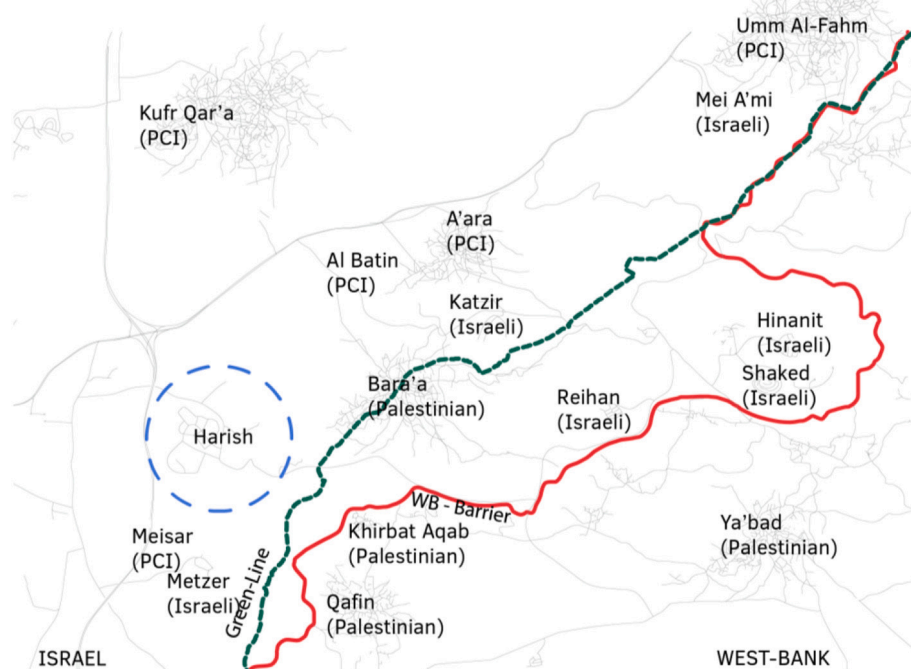 Umm Al-Fahm
(PCI)
Kufr Qar'a
(PCI)
Mei A'mi
(Israeli)
A'ara
(PCI)
Al Batin
(PCI)
Katzir
(Israeli)
Hinanit
(Israeli)
Shaked
(Israeli)
Bara'a
(Palestinian)
Reihan
(Israeli)
Harish
WB - Barrier
Khirbat Aqab
(Palestinian)
Ya'bad
(Palestinian)
Meisar
(PCI)
Metzer
(Israeli)
Green-Line
Qafin
(Palestinian)
ISRAEL
WEST-BANK